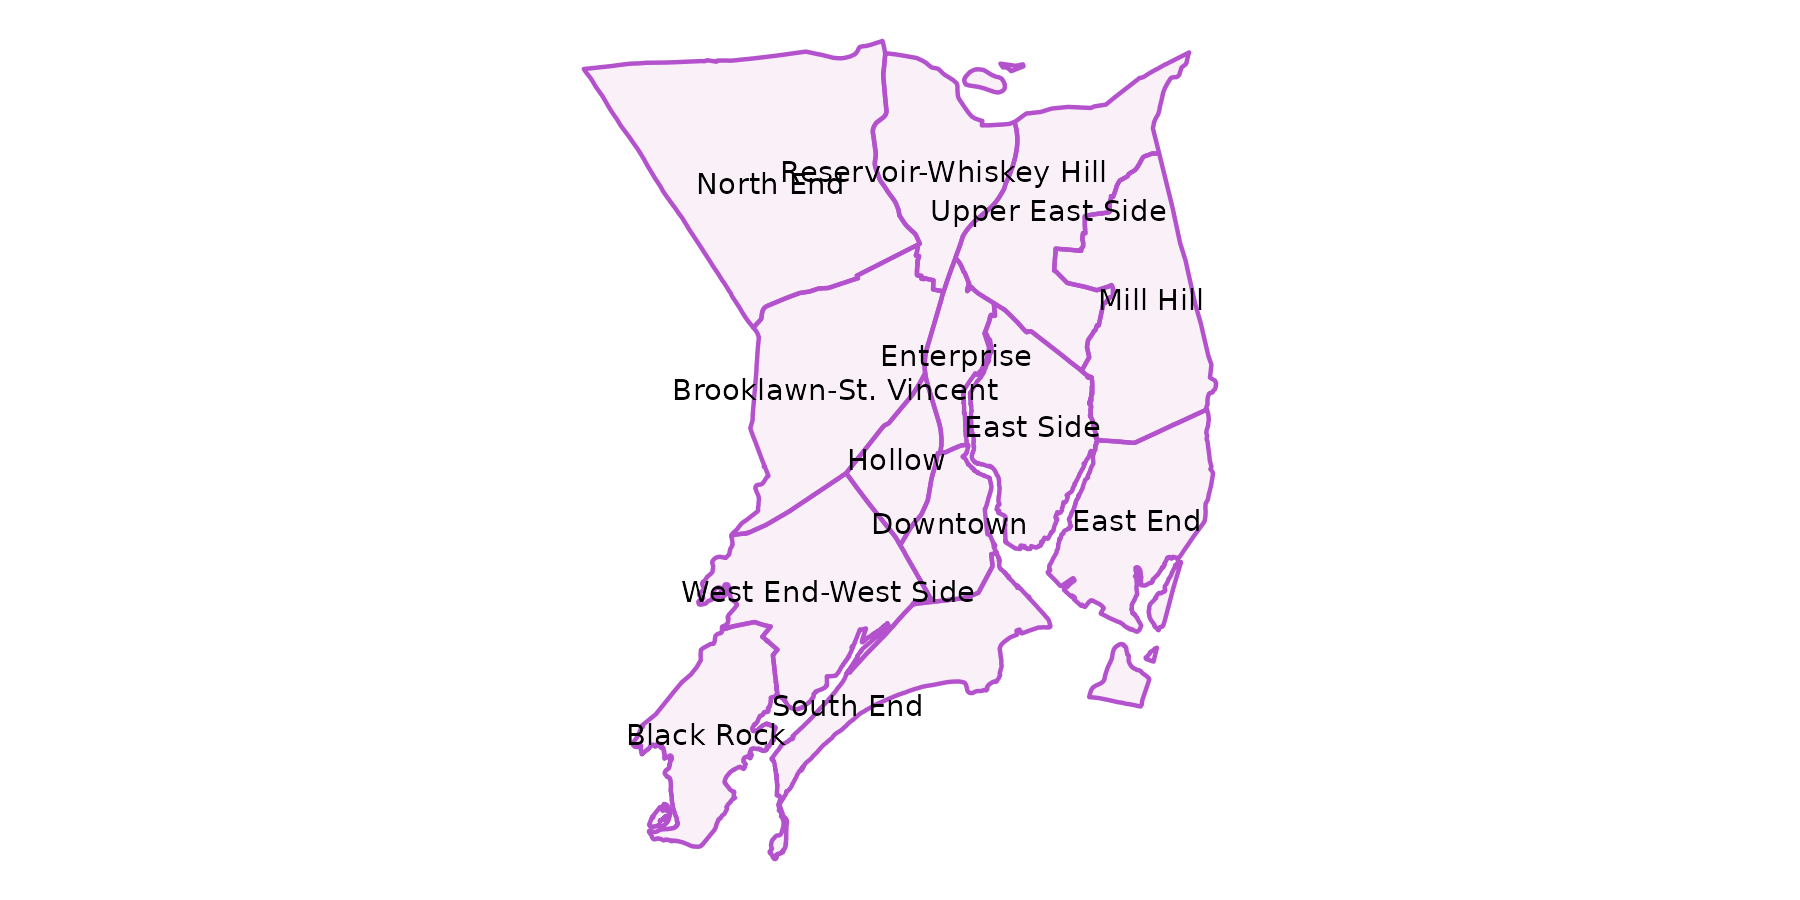 Reservoir-Whiskey Hill
North End
Upper East Side
Mill Hill
Enterprise
Brooklawn-St. Vincent
East Side
Hollow
East End
Downtown
West End-West Side
South End
Black Rock